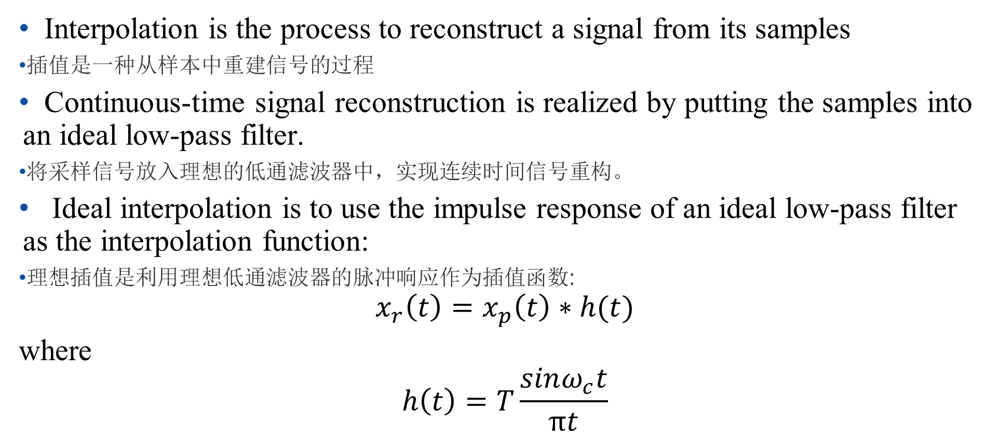 • Interpolation is the process to reconstruct a signal from its samples
•插值是一种从样本中重建信号的过程
• Continuous-time signal reconstruction is realized by putting the samples into
an ideal low-pass filter.
•将采样信号放入理想的低通滤波器中，实现连续时间信号重构。
• Ideal interpolation is to use the impulse response of an ideal low-pass filter
as the interpolation function:
•理想插值是利用理想低通滤波器的脉冲响应作为插值函数:
$x_r(t) = x_p(t) * h(t)$
where
$h(t) = T \frac{sin\omega_c t}{\pi t}$